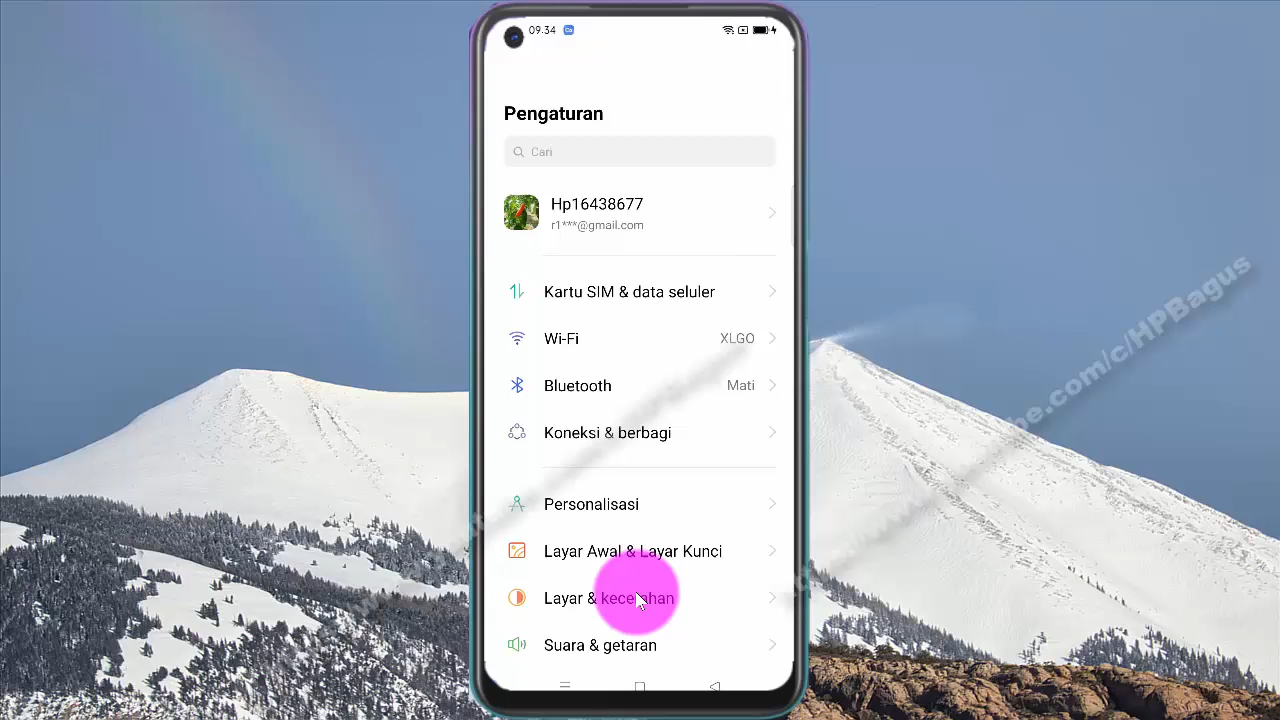 09.34
Pengaturan
Cari
Hp16438677
r1***@gmail.com
Kartu SIM & data seluler
Wi-Fi XLGO
Bluetooth Mati
Koneksi & berbagi
Personalisasi
Layar Awal & Layar Kunci
Layar & kecerahan
Suara & getaran
be.com/c/HPBagus